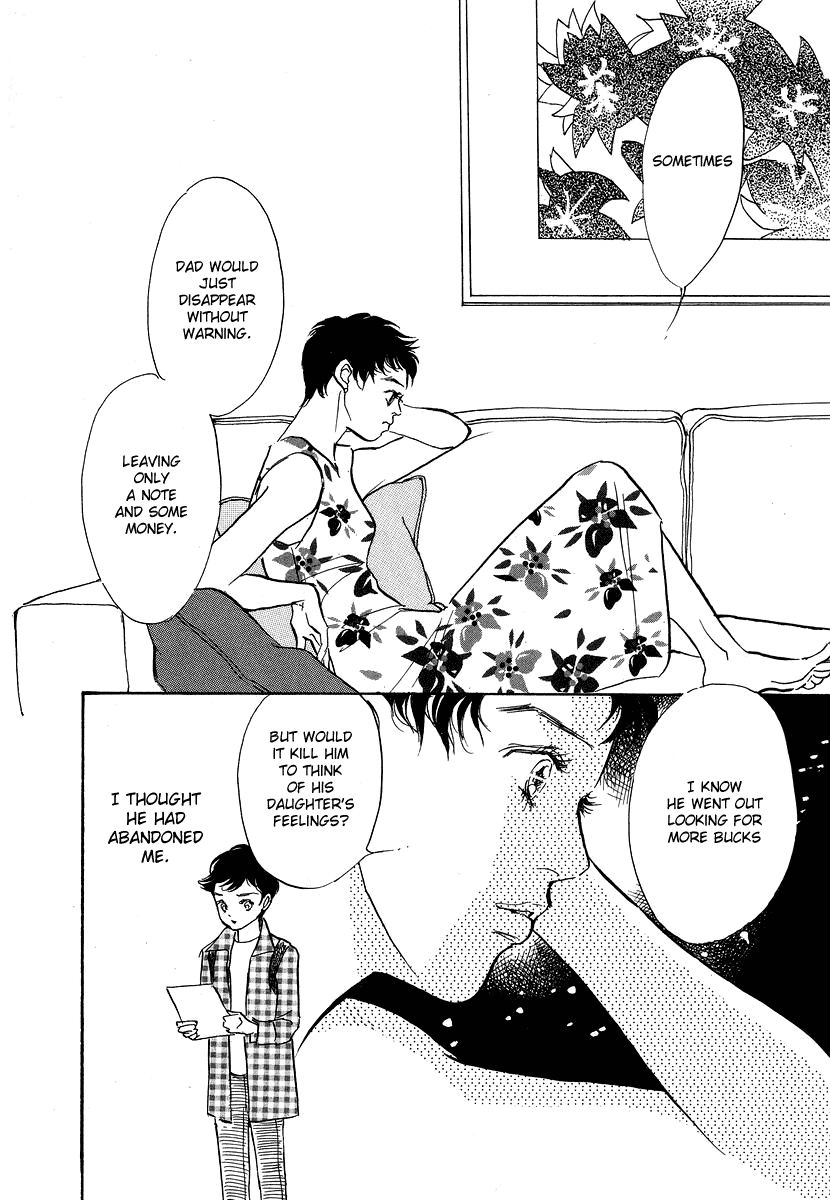 SOMETIMES
DAD WOULD
JUST
DISAPPEAR
WITHOUT
WARNING.
LEAVING
ONLY
A NOTE
AND SOME
MONEY.
I KNOW
HE WENT OUT
LOOKING FOR
MORE BUCKS
BUT WOULD
IT KILL HIM
TO THINK
OF HIS
DAUGHTER'S
FEELINGS?
I THOUGHT
HE HAD
ABANDONED
ME.